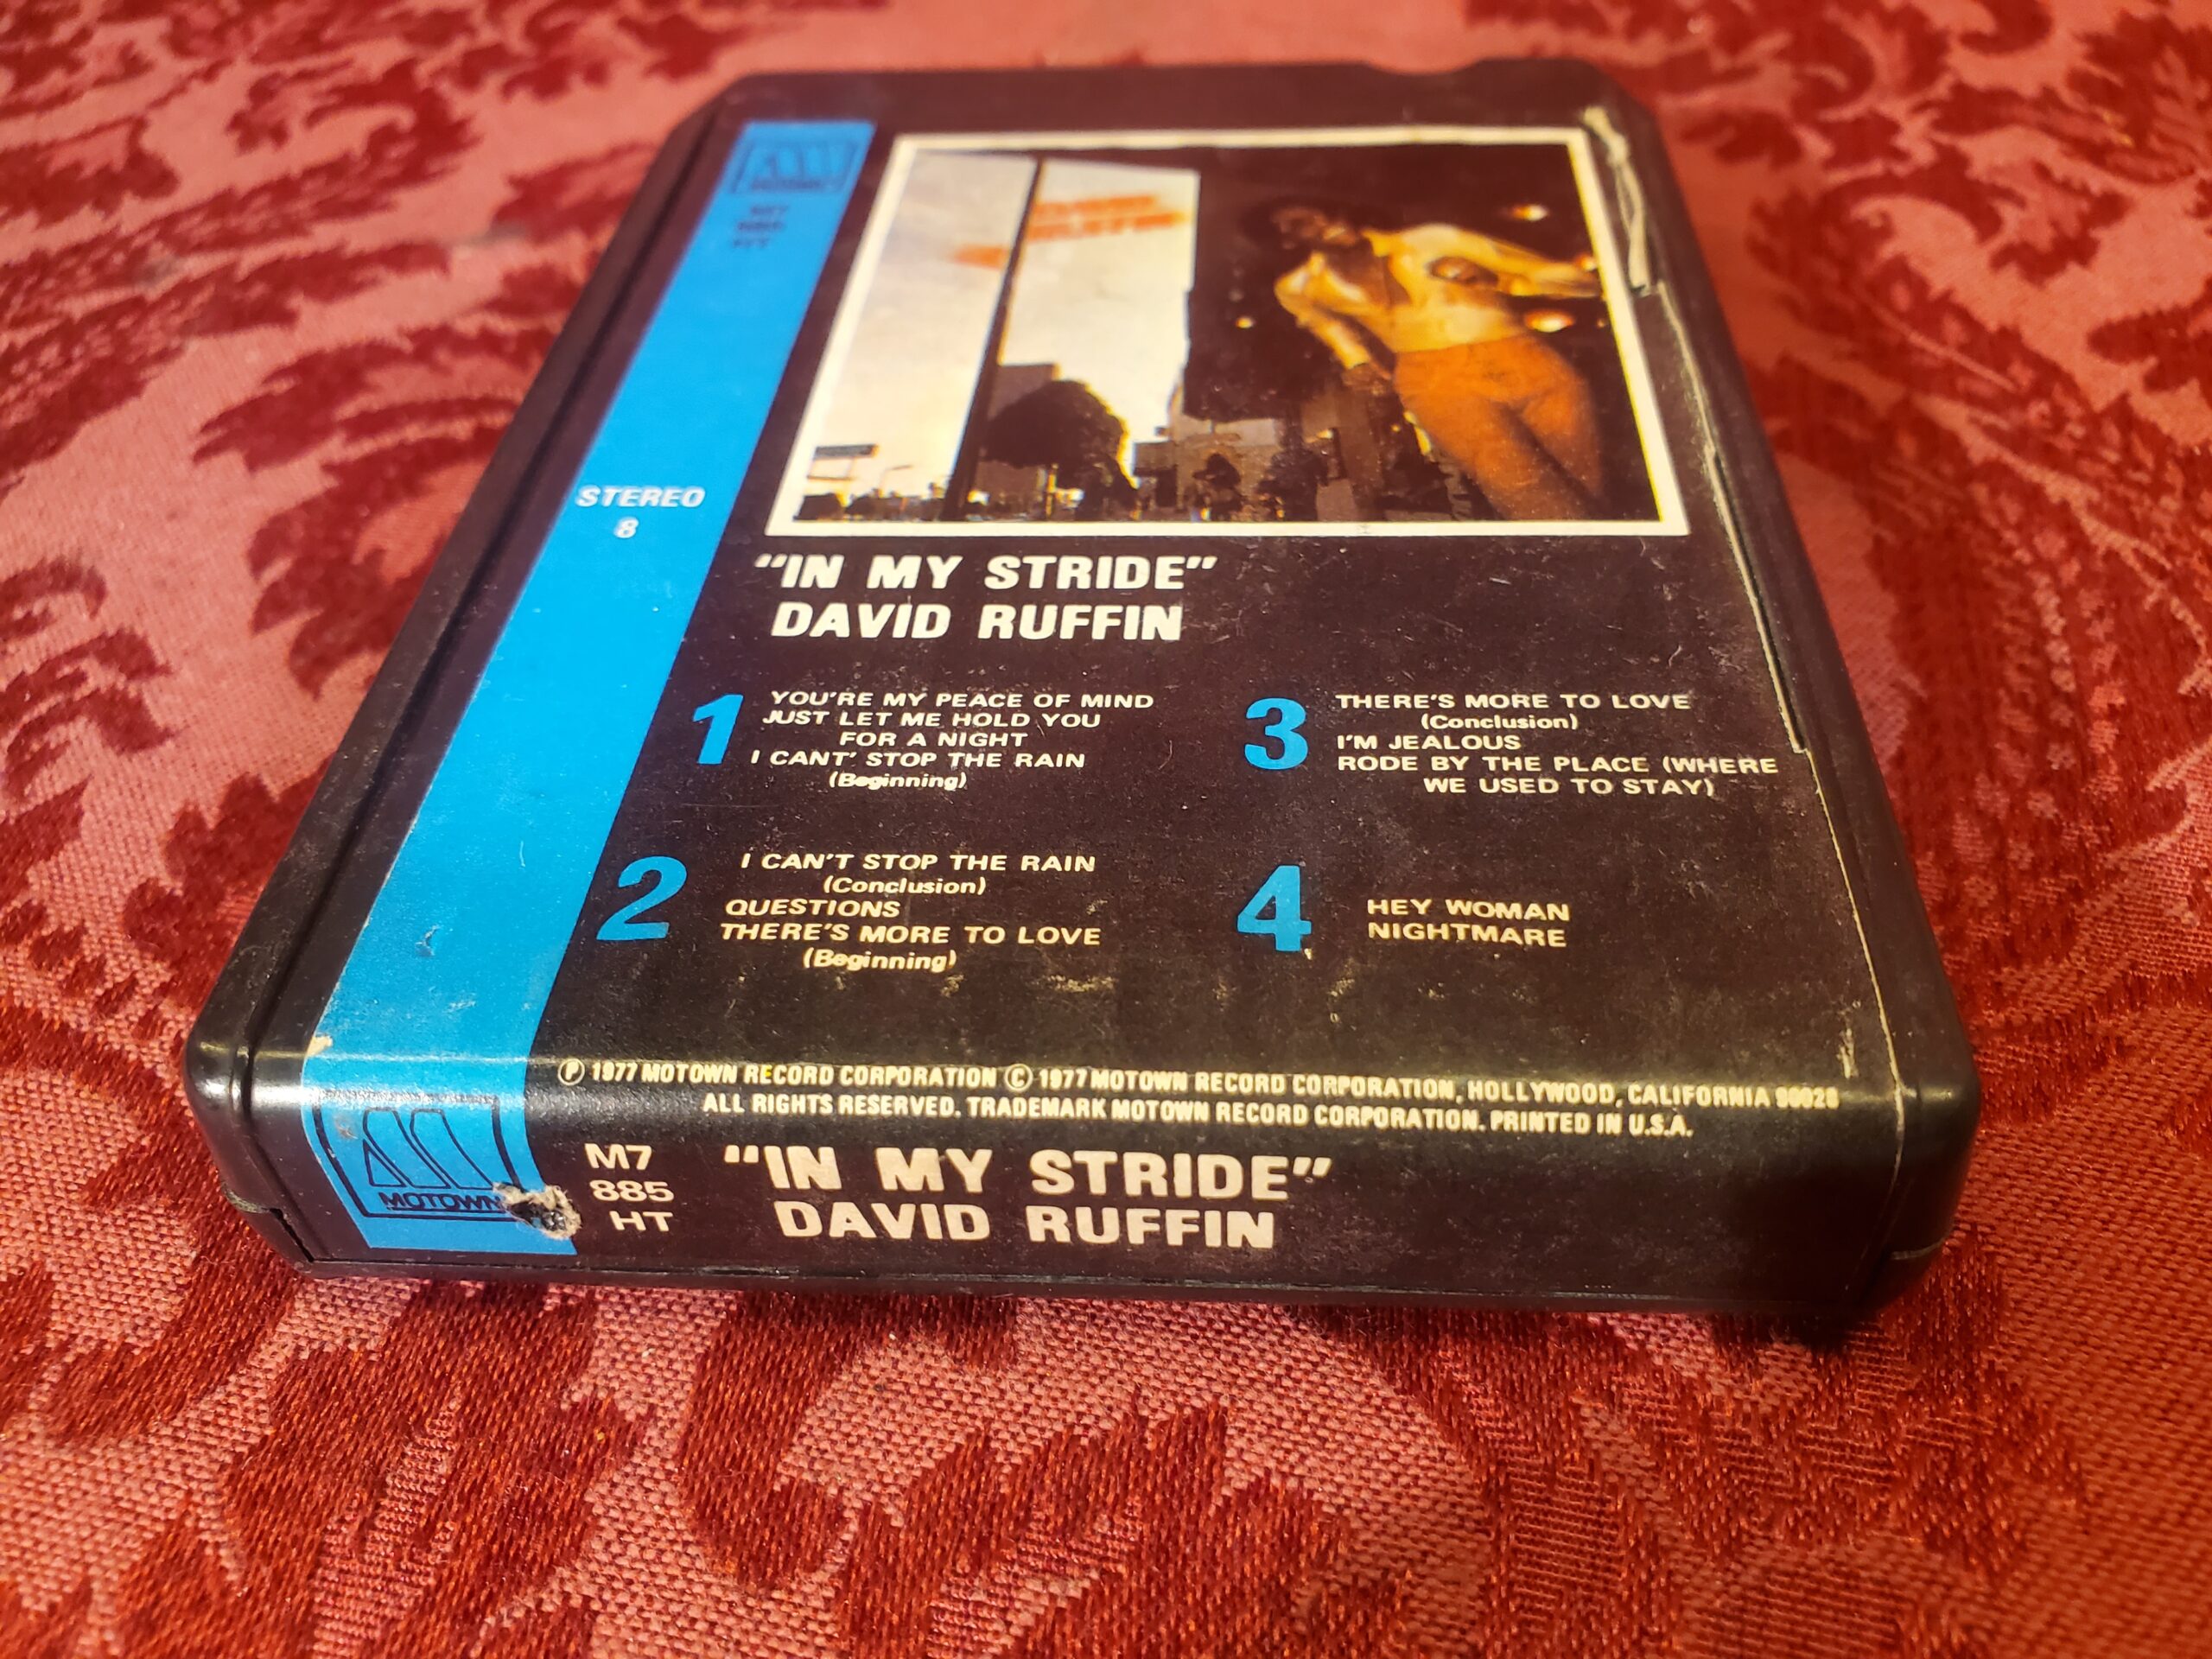 MOTOWN
STEREO
8
"IN MY STRIDE"
DAVID RUFFIN
1
YOU'RE MY PEACE OF MIND
JUST LET ME HOLD YOU
FOR A NIGHT
I CANT' STOP THE RAIN
(Beginning)
2
I CAN'T STOP THE RAIN
(Conclusion)
QUESTIONS
THERE'S MORE TO LOVE
(Beginning)
3
THERE'S MORE TO LOVE
(Conclusion)
I'M JEALOUS
RODE BY THE PLACE (WHERE
WE USED TO STAY)
4
HEY WOMAN
NIGHTMARE
Ⓟ 1977 MOTOWN RECORD CORPORATION © 1977 MOTOWN RECORD CORPORATION, HOLLYWOOD, CALIFORNIA 90028
ALL RIGHTS RESERVED. TRADEMARK MOTOWN RECORD CORPORATION. PRINTED IN U.S.A.
MOTOWN
M7
885
HT
"IN MY STRIDE"
DAVID RUFFIN